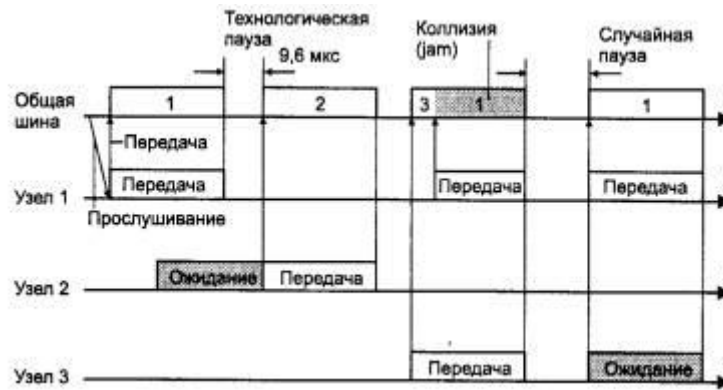 Технологическая
пауза
9,6 мкс
Коллизия
(jam)
Случайная
пауза
Общая
шина
1
2
3
1
1
Передача
Узел 1
Передача
Передача
Передача
Прослушивание
Узел 2
Ожидание
Передача
Узел 3
Передача
Ожидание